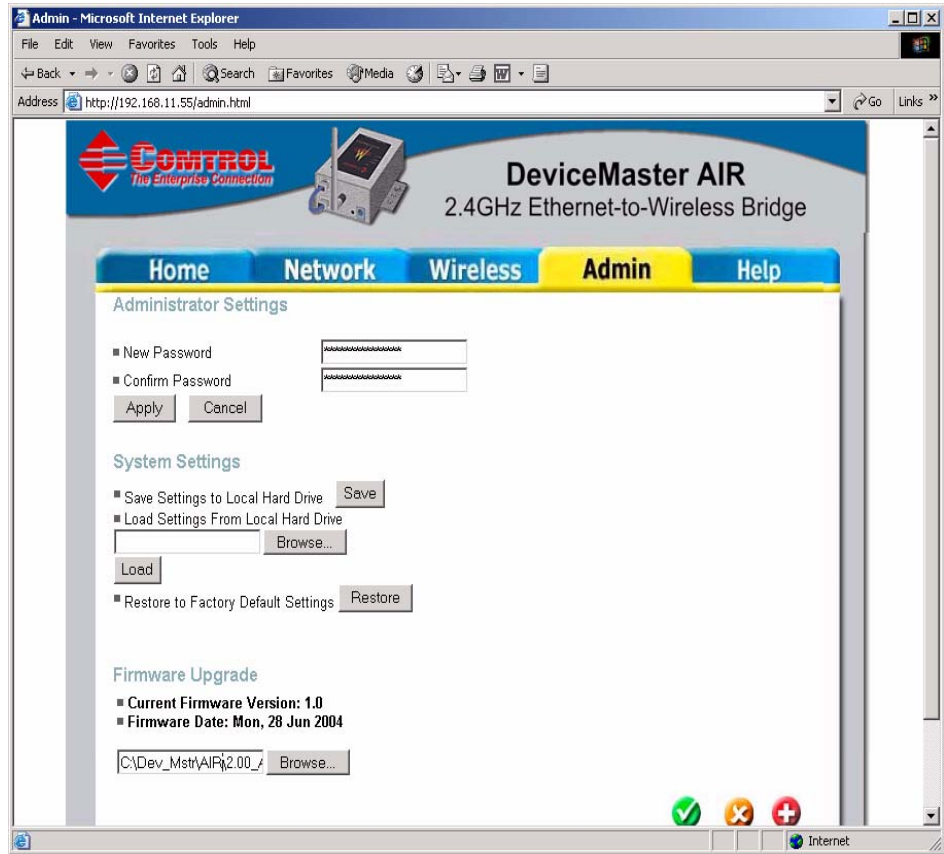 Admin - Microsoft Internet Explorer
File Edit View Favorites Tools Help
Back Search Favorites Media
Address http://192.168.11.55/admin.html Go Links »
COMTROL
The Enterprise Connection
DeviceMaster AIR
2.4GHz Ethernet-to-Wireless Bridge
Home Network Wireless Admin Help
Administrator Settings
New Password ****************
Confirm Password ****************
Apply Cancel
System Settings
Save Settings to Local Hard Drive Save
Load Settings From Local Hard Drive
Browse...
Load
Restore to Factory Default Settings Restore
Firmware Upgrade
Current Firmware Version: 1.0
Firmware Date: Mon, 28 Jun 2004
C:\Dev_Mstr\AIR\2.00_ Browse...
Internet